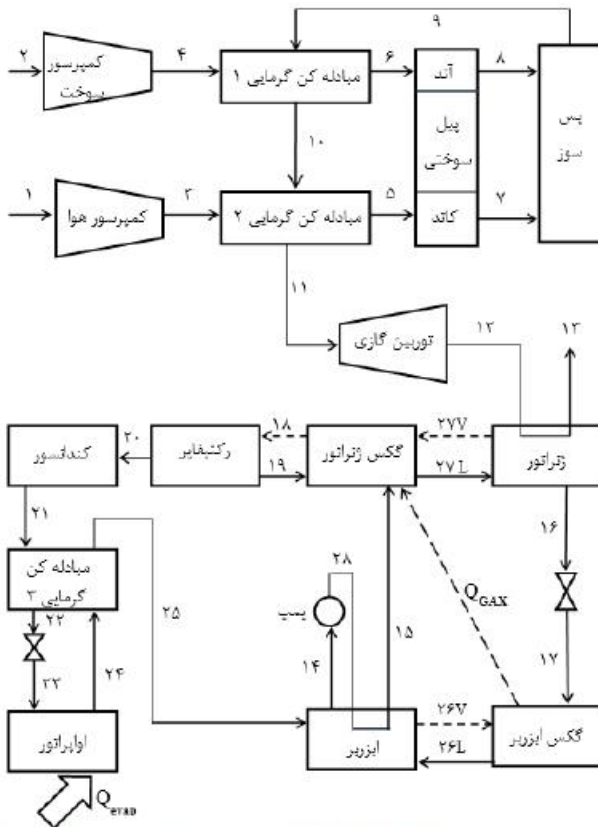 ۹
۲
کمپرسور
سوخت
۴
مبادله کن گرمایی ۱
۶
آند
۸
پس
سوز
پیل
سوختی
۱۰
۱
کمپرسور هوا
۳
مبادله کن گرمایی ۲
۵
کاتد
۷
۱۱
توربین گازی
۱۲
۱۳
کندانسور
۲۰
رکتیفایر
۱۸
۱۹
گکس ژنراتور
۲۷V
۲۷L
ژنراتور
۲۱
۱۶
مبادله کن
گرمایی ۳
۲۸
Q_GAX
۲۲
۲۵
پمپ
۱۵
۲۳
۲۴
۱۴
۱۷
اواپراتور
ابزربر
۲۶V
۲۶L
گکس ابزربر
Q_evap